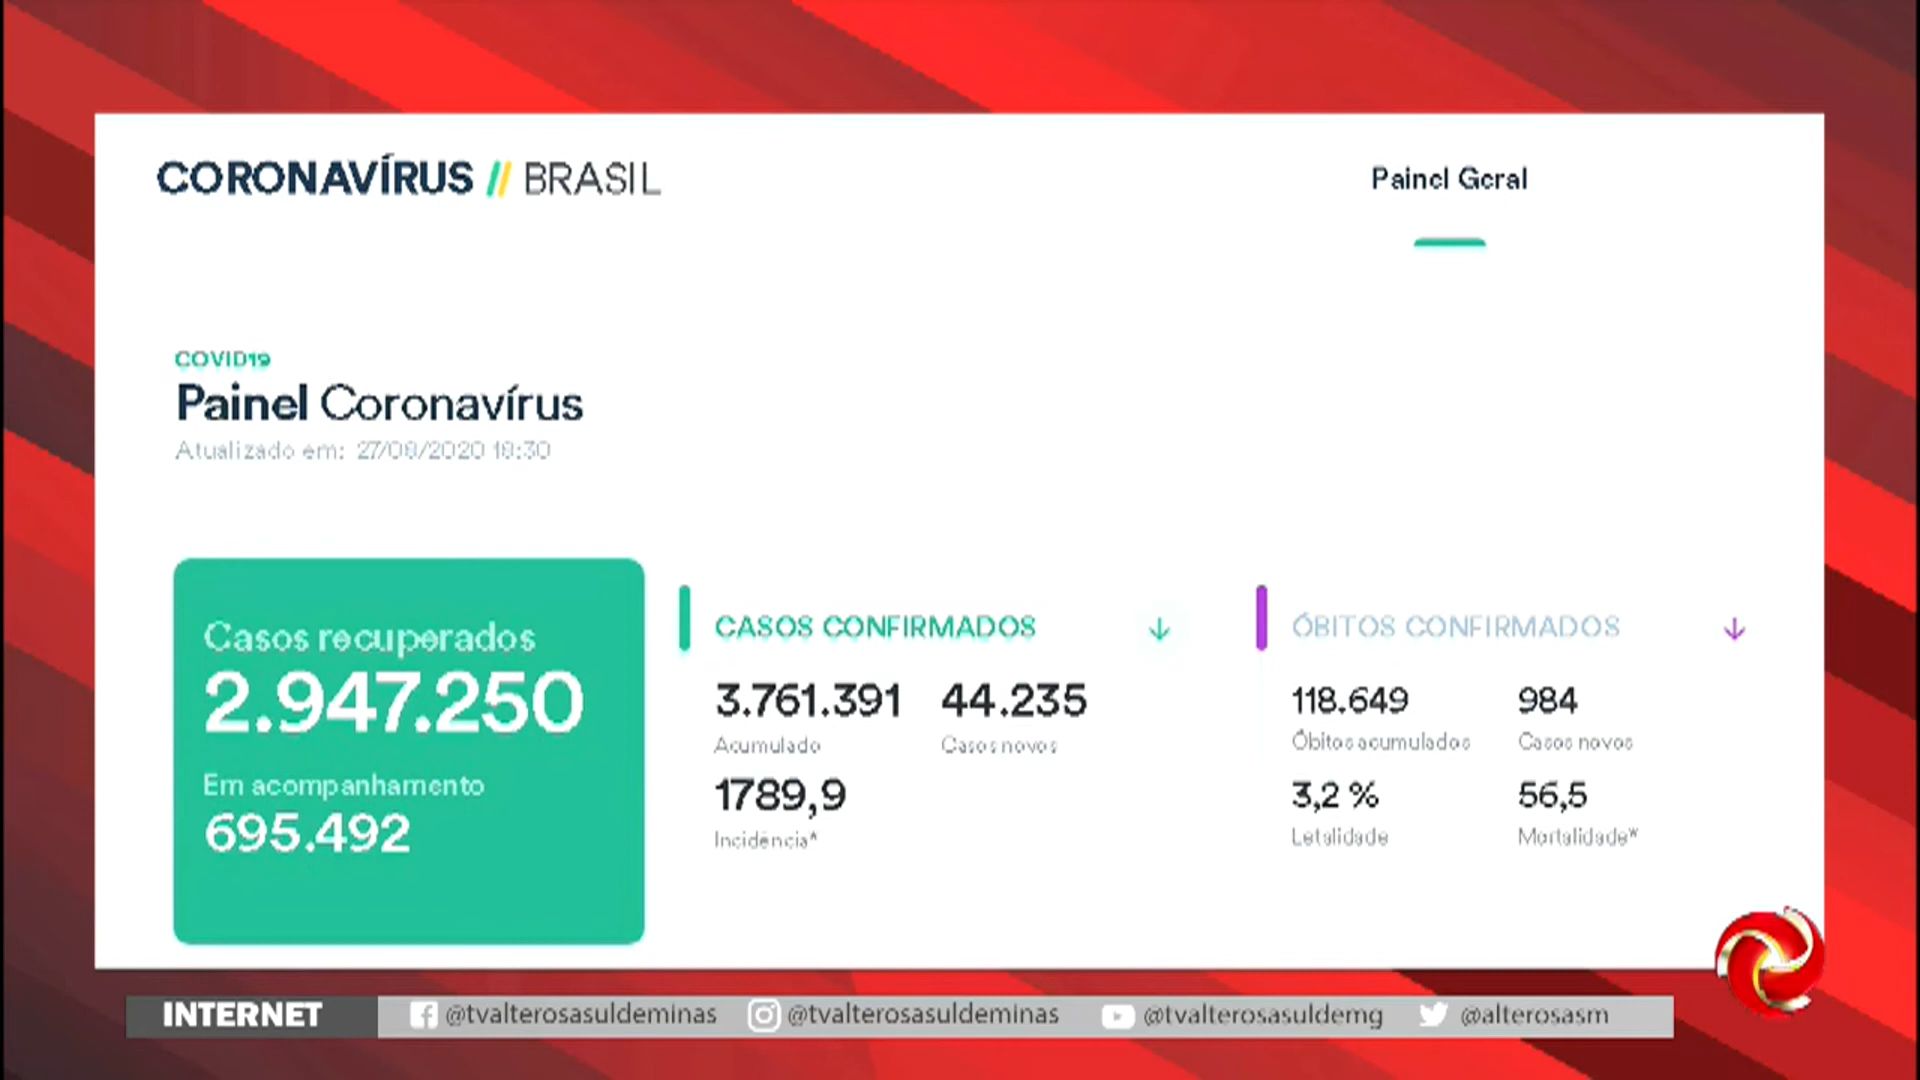 CORONAVÍRUS // BRASIL
Painel Geral
COVID19
Painel Coronavírus
Atualizado em: 27/08/2020 18:30
Casos recuperados
2.947.250
Em acompanhamento
695.492
CASOS CONFIRMADOS
3.761.391 44.235
Acumulado Casos novos
1789,9
Incidência*
ÓBITOS CONFIRMADOS
118.649 984
Óbitos acumulados Casos novos
3,2 % 56,5
Letalidade Mortalidade*
INTERNET @tvalterosasuldeminas @tvalterosasuldeminas @tvalterosasuldemg @alterosasm